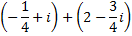 (−1/4 + i) + (2 − 3/4 i)